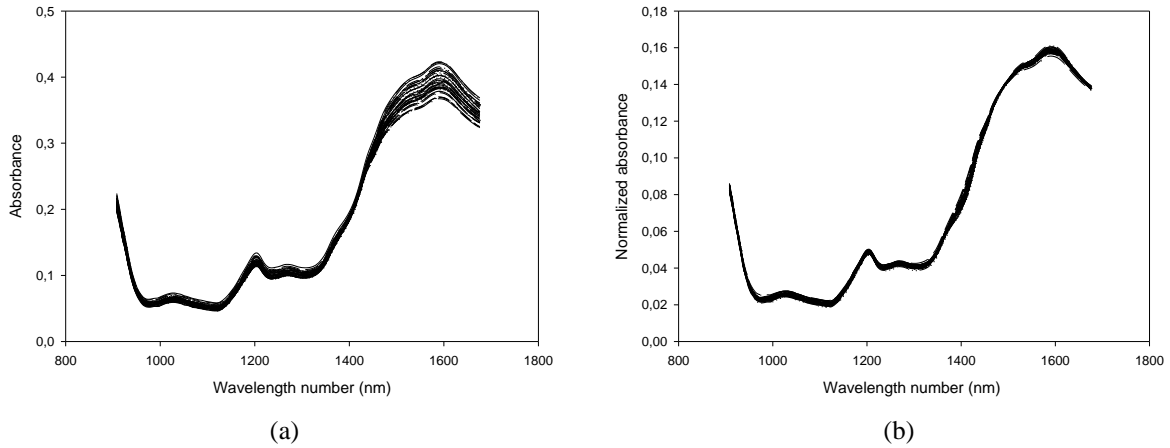 0,5
0,4
0,3
0,2
0,1
0,0
Absorbance
800 1000 1200 1400 1600 1800
Wavelength number (nm)
(a)
0,18
0,16
0,14
0,12
0,10
0,08
0,06
0,04
0,02
0,00
Normalized absorbance
800 1000 1200 1400 1600 1800
Wavelength number (nm)
(b)